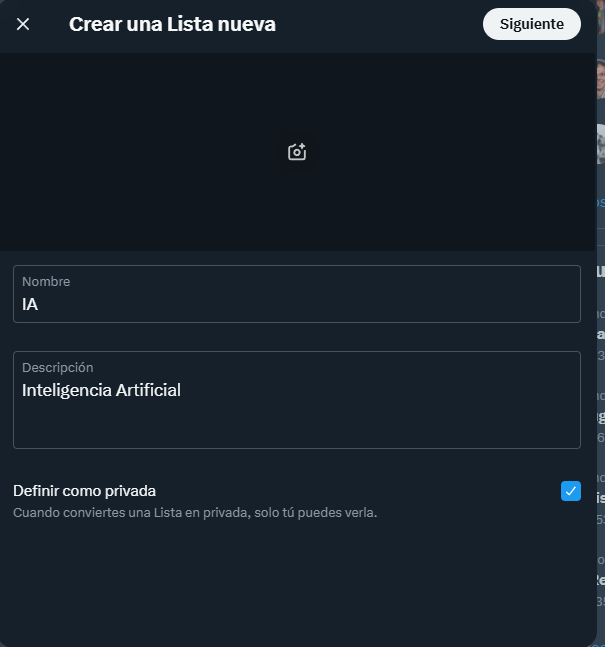 Crear una Lista nueva
Siguiente
Nombre
IA
Descripción
Inteligencia Artificial
Definir como privada
Cuando conviertes una Lista en privada, solo tú puedes verla.